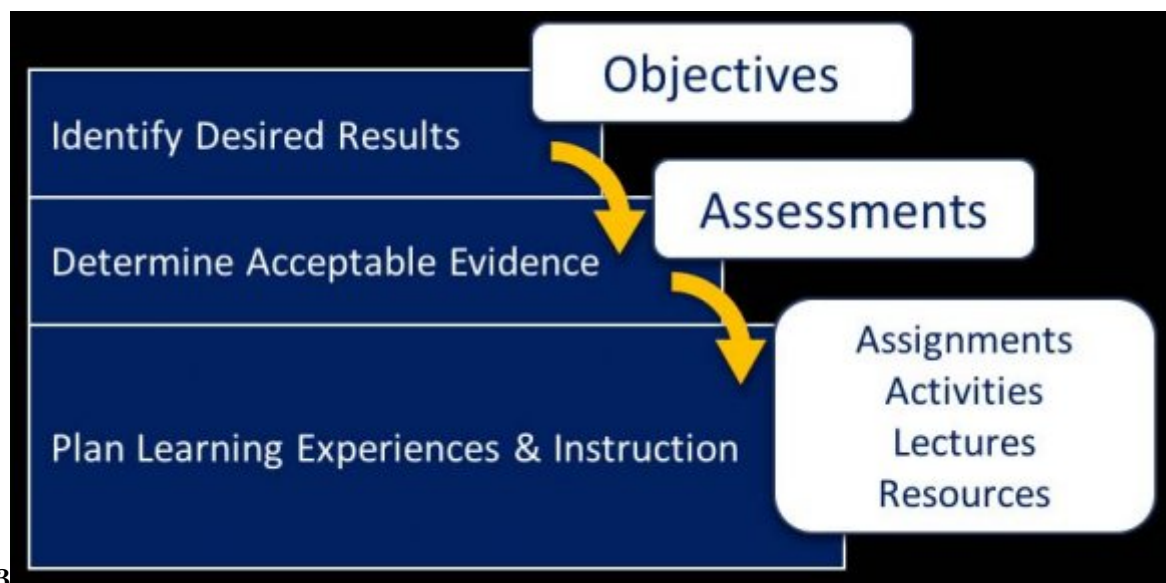 Objectives
Identify Desired Results
Assessments
Determine Acceptable Evidence
Assignments
Activities
Lectures
Resources
Plan Learning Experiences & Instruction